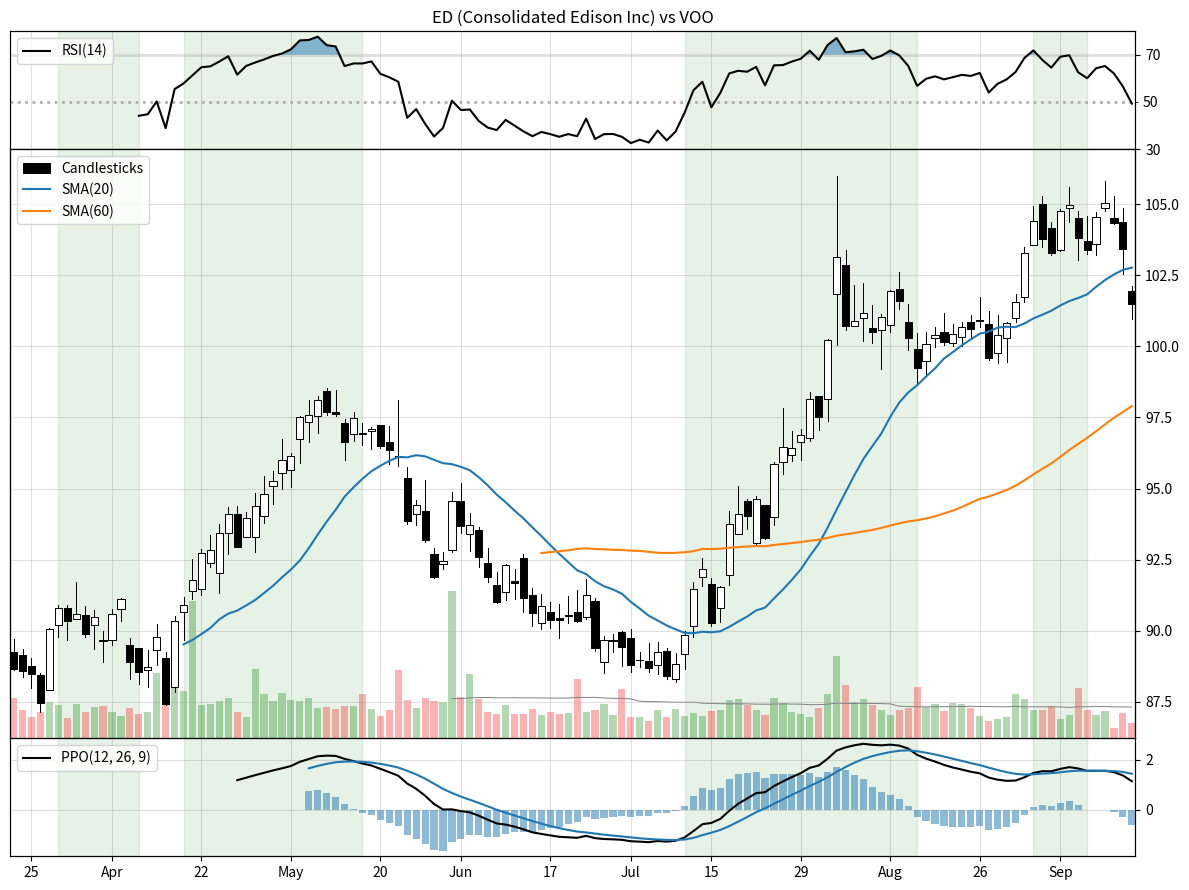 ED (Consolidated Edison Inc) vs VOO
RSI(14)
70
50
30
Candlesticks
SMA(20)
SMA(60)
105.0
102.5
100.0
97.5
95.0
92.5
90.0
87.5
PPO(12, 26, 9)
2
0
25 Apr 22 May 20 Jun 17 Jul 15 29 Aug 26 Sep